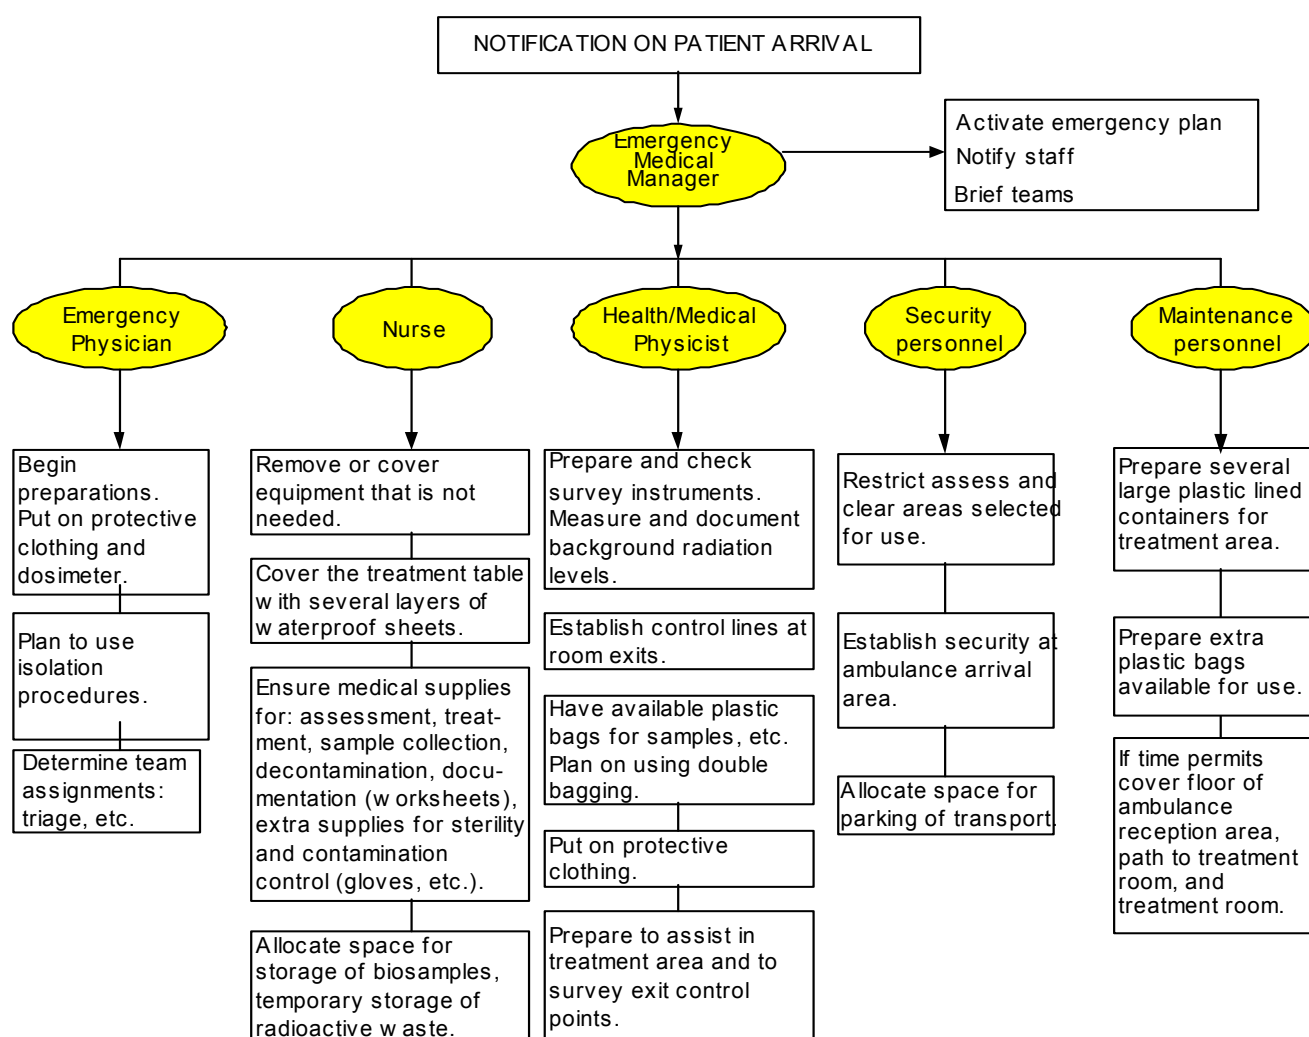 NOTIFICATION ON PATIENT ARRIVAL
Emergency
Medical
Manager
Activate emergency plan
Notify staff
Brief teams
Emergency
Physician
Nurse
Health/Medical
Physicist
Security
personnel
Maintenance
personnel
Begin
preparations.
Put on protective
clothing and
dosimeter.
Plan to use
isolation
procedures.
Determine team
assignments:
triage, etc.
Remove or cover
equipment that is not
needed.
Cover the treatment table
with several layers of
waterproof sheets.
Ensure medical supplies
for: assessment, treat-
ment, sample collection,
decontamination, docu-
mentation (worksheets),
extra supplies for sterility
and contamination
control (gloves, etc.).
Allocate space for
storage of biosamples,
temporary storage of
radioactive waste.
Prepare and check
survey instruments.
Measure and document
background radiation
levels.
Establish control lines at
room exits.
Have available plastic
bags for samples, etc.
Plan on using double
bagging.
Put on protective
clothing.
Prepare to assist in
treatment area and to
survey exit control
points.
Restrict assess and
clear areas selected
for use.
Establish security at
ambulance arrival
area.
Allocate space for
parking of transport.
Prepare several
large plastic lined
containers for
treatment area.
Prepare extra
plastic bags
available for use.
If time permits
cover floor of
ambulance
reception area,
path to treatment
room, and
treatment room.